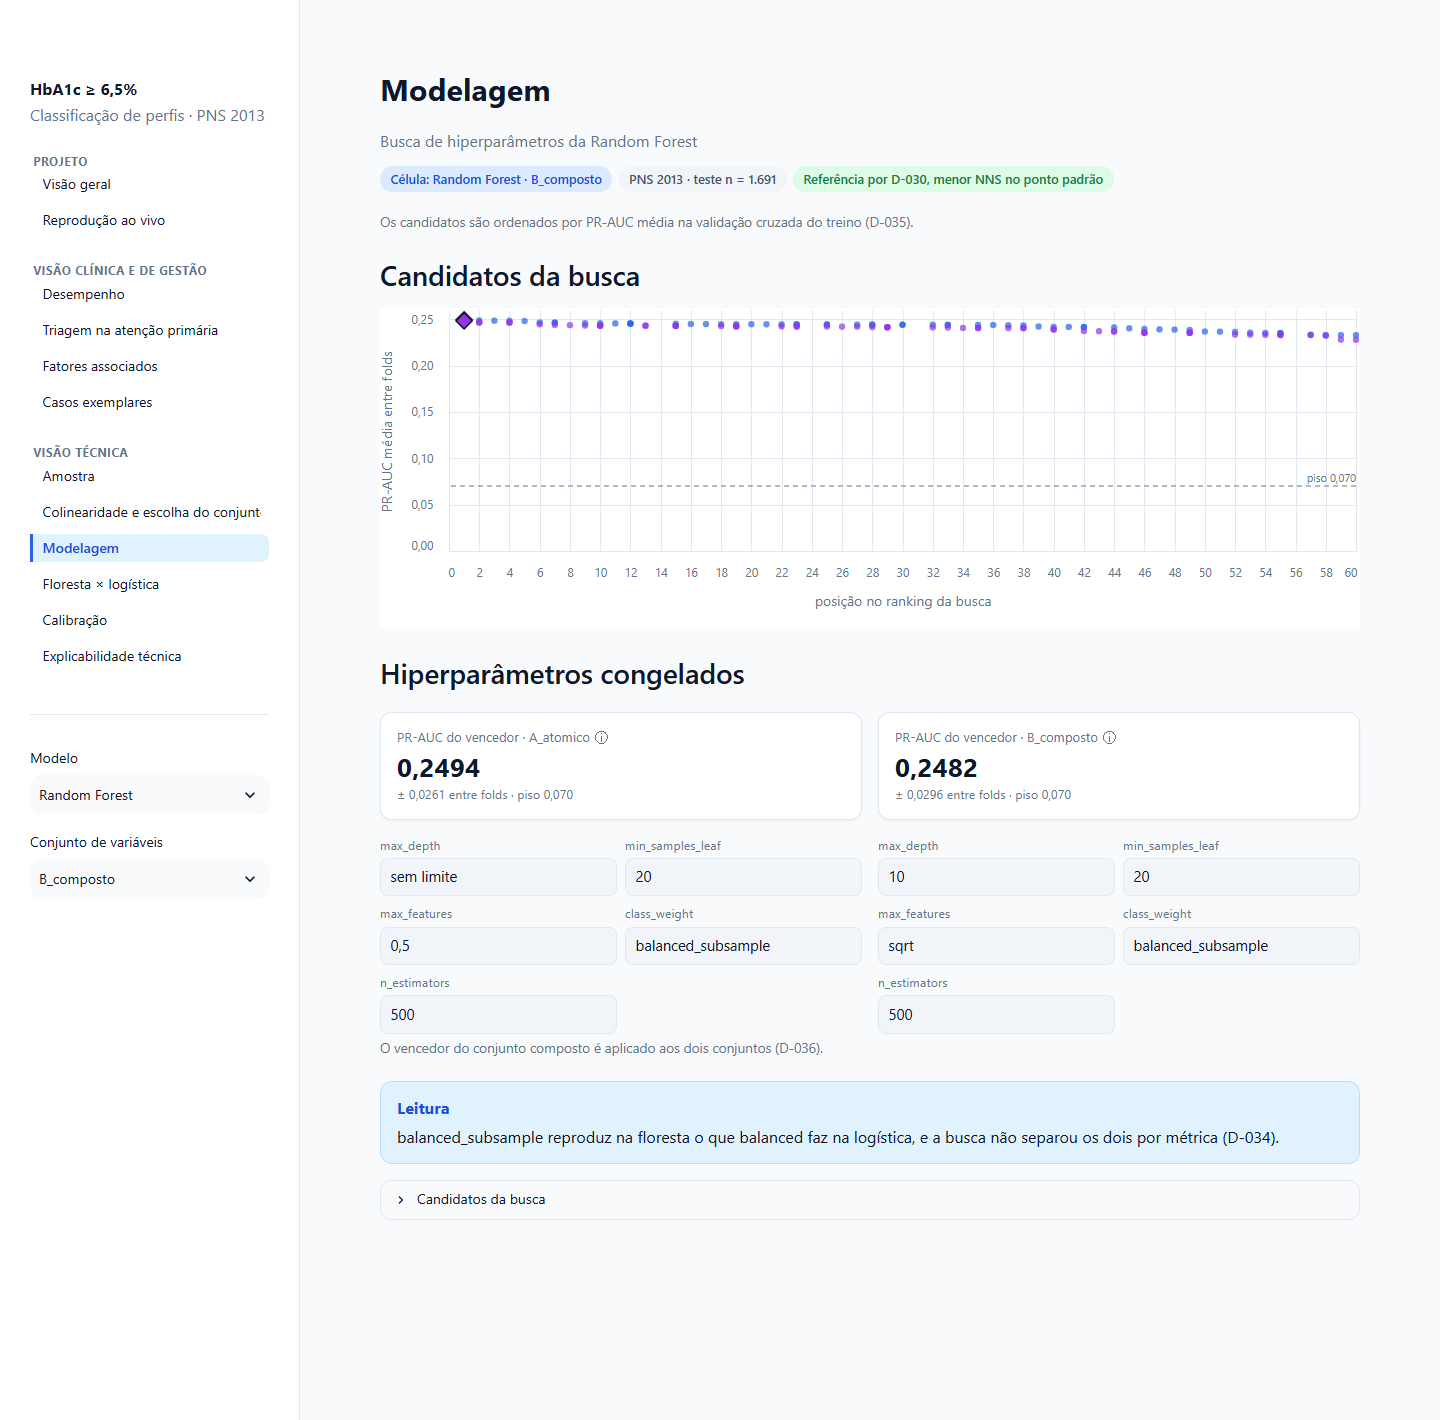 HbA1c ≥ 6,5%
Classificação de perfis · PNS 2013
PROJETO
Visão geral
Reprodução ao vivo
VISÃO CLÍNICA E DE GESTÃO
Desempenho
Triagem na atenção primária
Fatores associados
Casos exemplares
VISÃO TÉCNICA
Amostra
Colinearidade e escolha do conjunt
Modelagem
Floresta × logística
Calibração
Explicabilidade técnica
Modelo
Random Forest
Conjunto de variáveis
B_composto
Modelagem
Busca de hiperparâmetros da Random Forest
Célula: Random Forest · B_composto
PNS 2013 · teste n = 1.691
Referência por D-030, menor NNS no ponto padrão
Os candidatos são ordenados por PR-AUC média na validação cruzada do treino (D-035).
Candidatos da busca
PR-AUC média entre folds
0,25
0,20
0,15
0,10
0,05
0,00
piso 0,070
0 2 4 6 8 10 12 14 16 18 20 22 24 26 28 30 32 34 36 38 40 42 44 46 48 50 52 54 56 58 60
posição no ranking da busca
Hiperparâmetros congelados
PR-AUC do vencedor · A_atomico
0,2494
± 0,0261 entre folds · piso 0,070
PR-AUC do vencedor · B_composto
0,2482
± 0,0296 entre folds · piso 0,070
max_depth min_samples_leaf max_depth min_samples_leaf
sem limite 20 10 20
max_features class_weight max_features class_weight
0,5 balanced_subsample sqrt balanced_subsample
n_estimators n_estimators
500 500
O vencedor do conjunto composto é aplicado aos dois conjuntos (D-036).
Leitura
balanced_subsample reproduz na floresta o que balanced faz na logística, e a busca não separou os dois por métrica (D-034).
Candidatos da busca